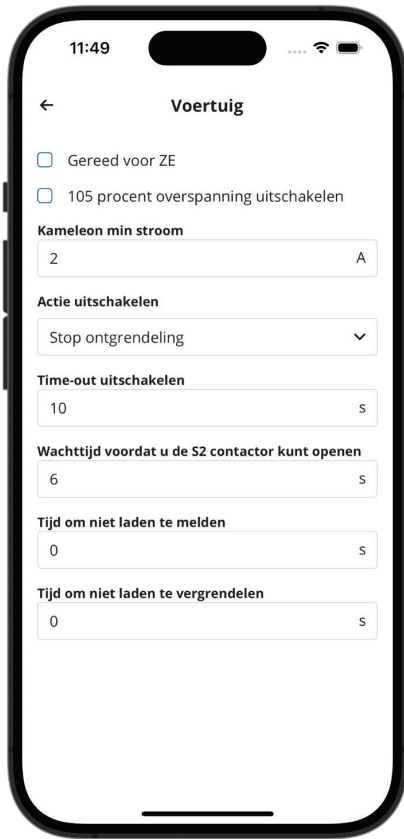 11:49
Voertuig
Gereed voor ZE
105 procent overspanning uitschakelen
Kameleon min stroom
2 A
Actie uitschakelen
Stop ontgrendeling
Time-out uitschakelen
10 s
Wachttijd voordat u de S2 contactor kunt openen
6 s
Tijd om niet laden te melden
0 s
Tijd om niet laden te vergrendelen
0 s